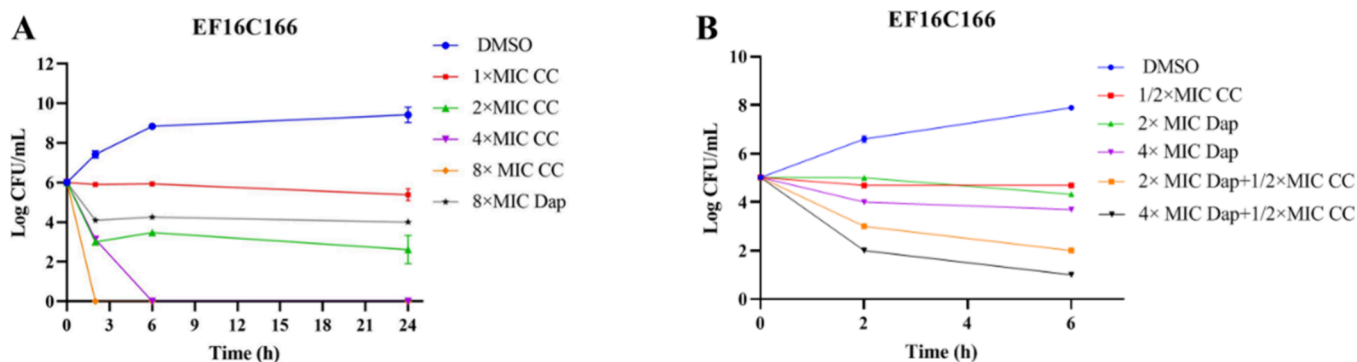 A
EF16C166
DMSO
1×MIC CC
2×MIC CC
4×MIC CC
8× MIC CC
8×MIC Dap
Log CFU/mL
12
10
8
6
4
2
0
0 3 6 9 12 15 18 21 24
Time (h)
B
EF16C166
DMSO
1/2×MIC CC
2× MIC Dap
4× MIC Dap
2× MIC Dap+1/2×MIC CC
4× MIC Dap+1/2×MIC CC
Log CFU/mL
10
8
6
4
2
0
0 2 4 6
Time (h)